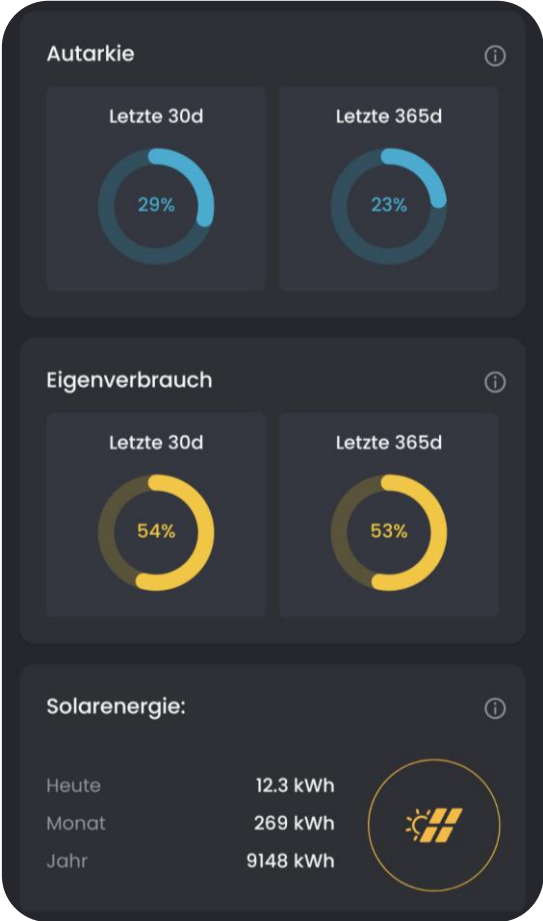 Autarkie
Letzte 30d Letzte 365d
29% 23%
Eigenverbrauch
Letzte 30d Letzte 365d
54% 53%
Solarenergie:
Heute 12.3 kWh
Monat 269 kWh
Jahr 9148 kWh